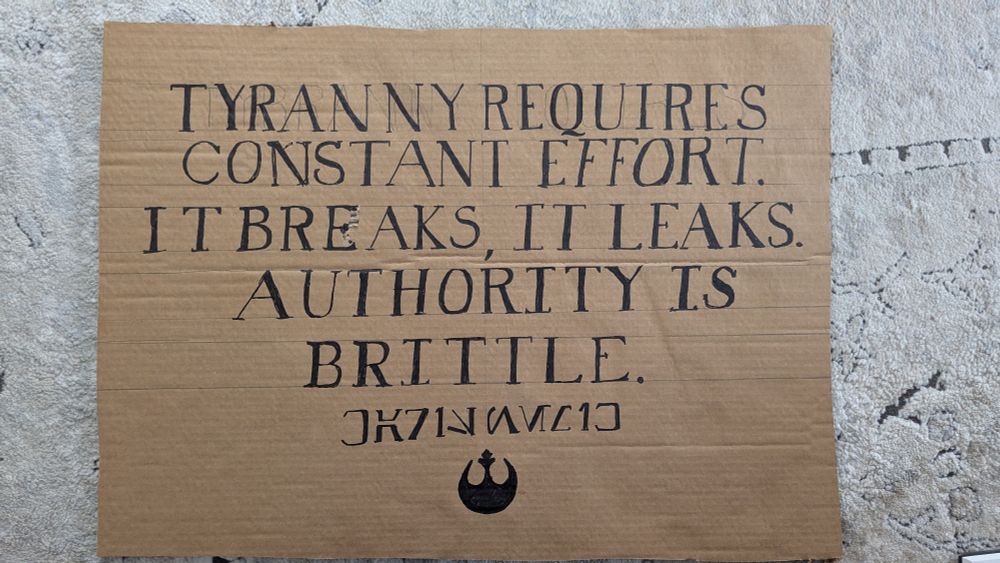 TYRANNY REQUIRES
CONSTANT EFFORT.
IT BREAKS, IT LEAKS.
AUTHORITY IS
BRITTLE.